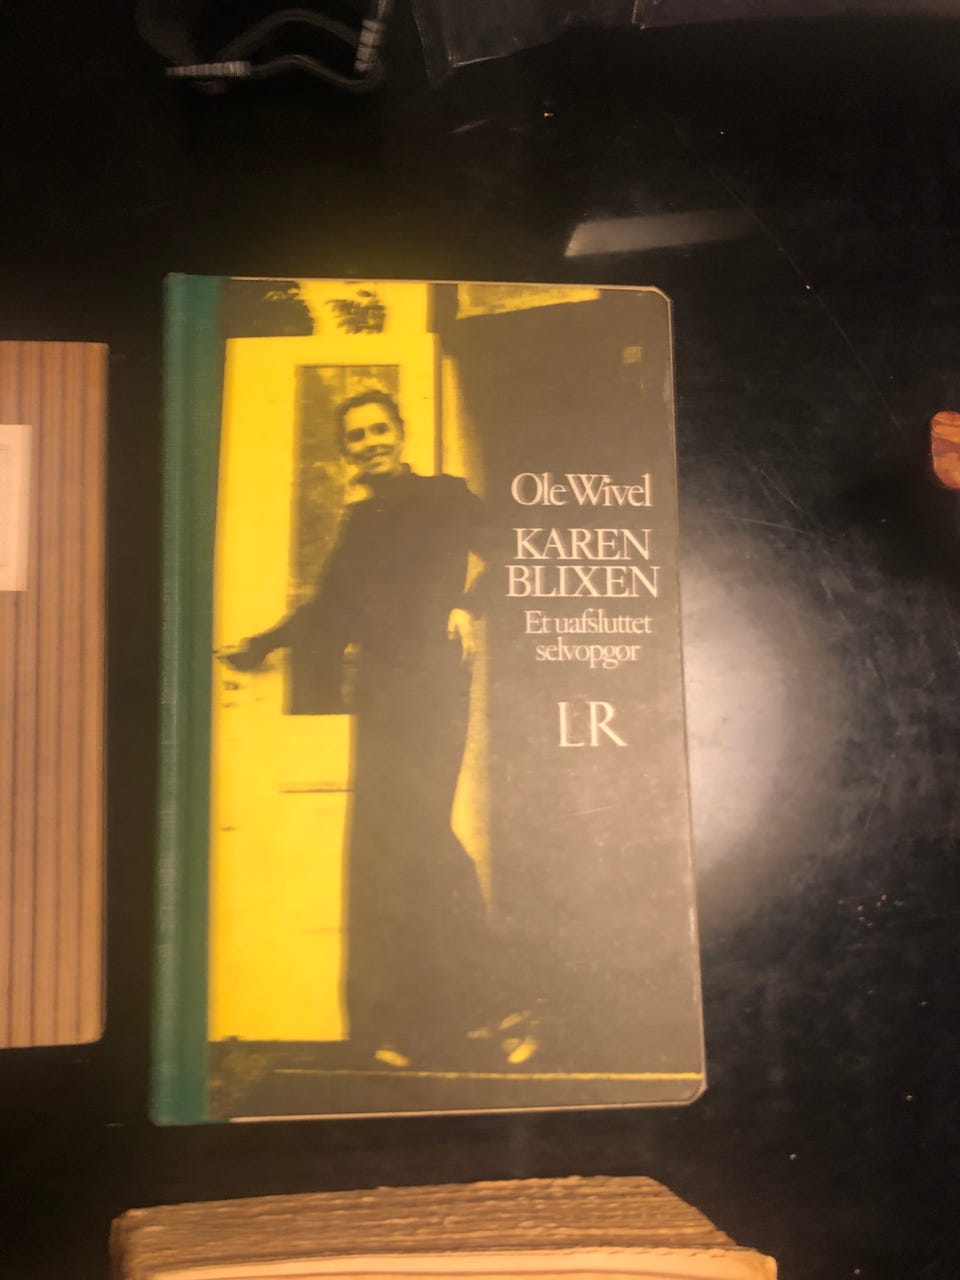 Ole Wivel
KAREN
BLIXEN
Et uafsluttet
selvopgør
LR